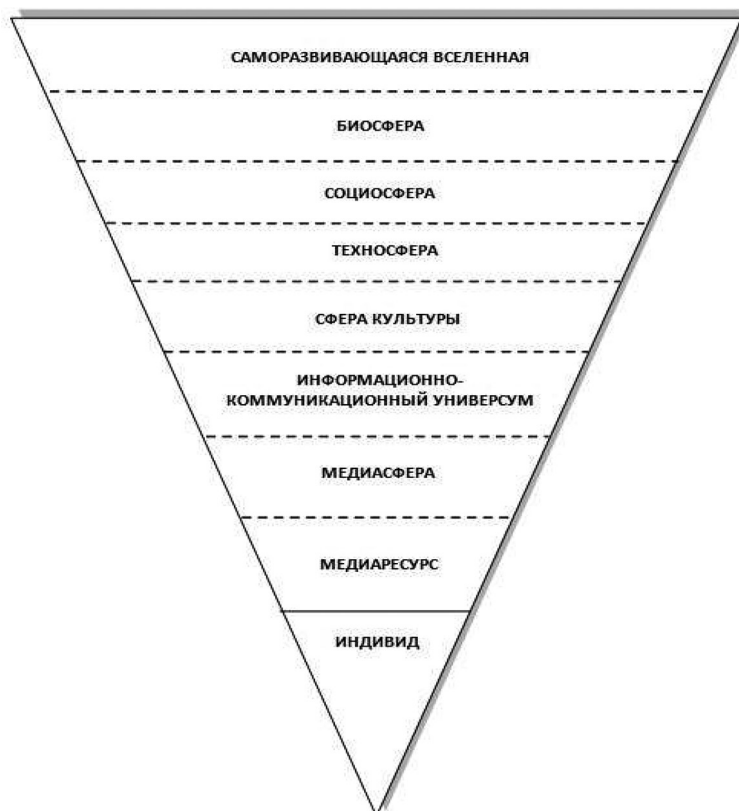 САМОРАЗВИВАЮЩАЯСЯ ВСЕЛЕННАЯ
БИОСФЕРА
СОЦИОСФЕРА
ТЕХНОСФЕРА
СФЕРА КУЛЬТУРЫ
ИНФОРМАЦИОННО-
КОММУНИКАЦИОННЫЙ УНИВЕРСУМ
МЕДИАСФЕРА
МЕДИАРЕСУРС
ИНДИВИД